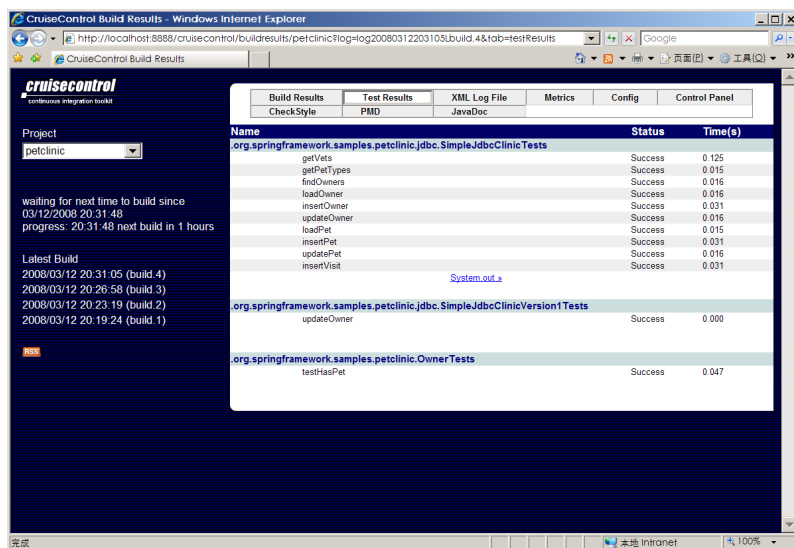 CruiseControl Build Results - Windows Internet Explorer
http://localhost:8888/cruisecontrol/buildresults/petclinic?log=log20080312203105Lbuild.4&tab=testResults
Google
CruiseControl Build Results
页面(P)
工具(O)
cruisecontrol
continuous integration toolkit
Build Results Test Results XML Log File Metrics Config Control Panel
CheckStyle PMD JavaDoc
Project
petclinic
waiting for next time to build since
03/12/2008 20:31:48
progress: 20:31:48 next build in 1 hours
Latest Build
2008/03/12 20:31:05 (build.4)
2008/03/12 20:26:58 (build.3)
2008/03/12 20:23:19 (build.2)
2008/03/12 20:19:24 (build.1)
RSS
Name Status Time(s)
.org.springframework.samples.petclinic.jdbc.SimpleJdbcClinicTests
getVets Success 0.125
getPetTypes Success 0.015
findOwners Success 0.016
loadOwner Success 0.016
insertOwner Success 0.031
updateOwner Success 0.016
loadPet Success 0.015
insertPet Success 0.031
updatePet Success 0.016
insertVisit Success 0.031
System.out »
.org.springframework.samples.petclinic.jdbc.SimpleJdbcClinicVersion1Tests
updateOwner Success 0.000
.org.springframework.samples.petclinic.OwnerTests
testHasPet Success 0.047
完成
本地 Intranet
100%